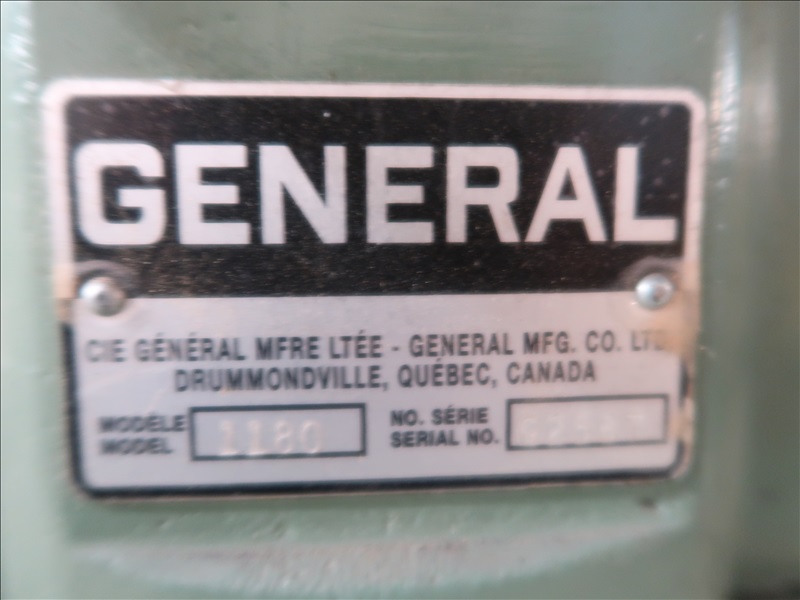 GENERAL
CIE GÉNÉRAL MFRE LTÉE - GENERAL MFG. CO. LTD
DRUMMONDVILLE, QUÉBEC, CANADA
MODÈLE
MODEL 1180
NO. SÉRIE
SERIAL NO.